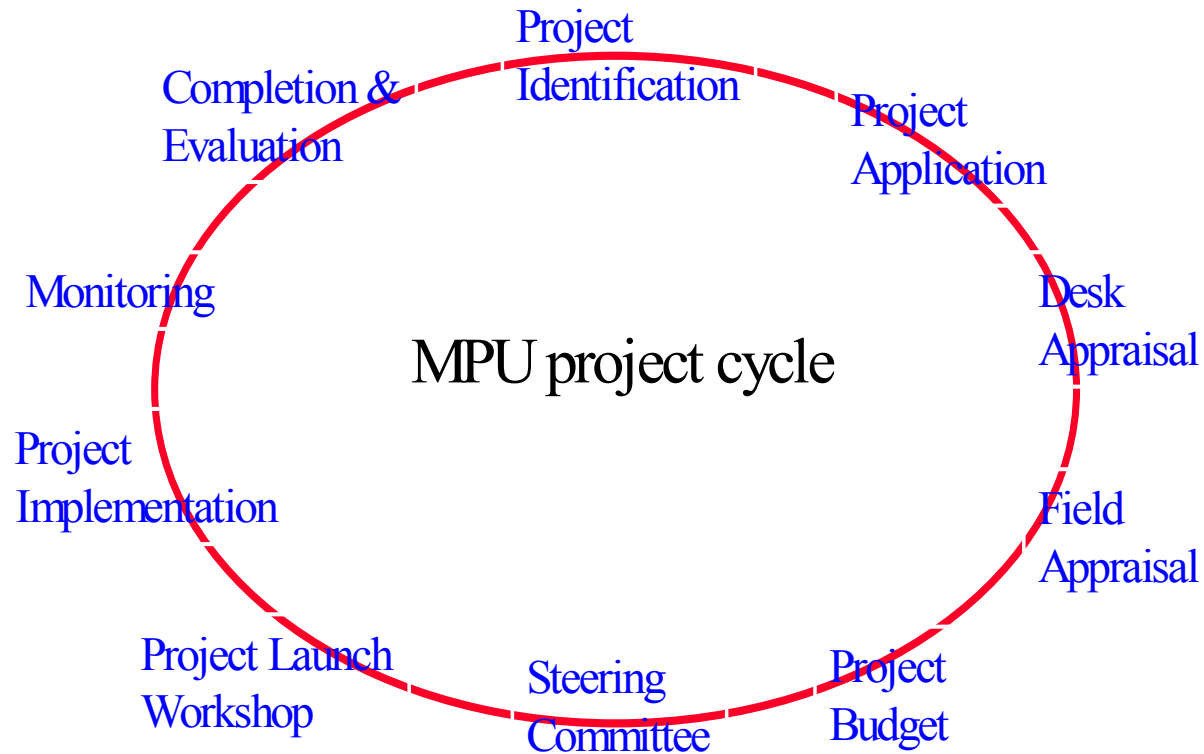 Project
Identification
Project
Application
Desk
Appraisal
Field
Appraisal
Project
Budget
Steering
Committee
Project Launch
Workshop
Project
Implementation
Monitoring
Completion &
Evaluation
MPU project cycle